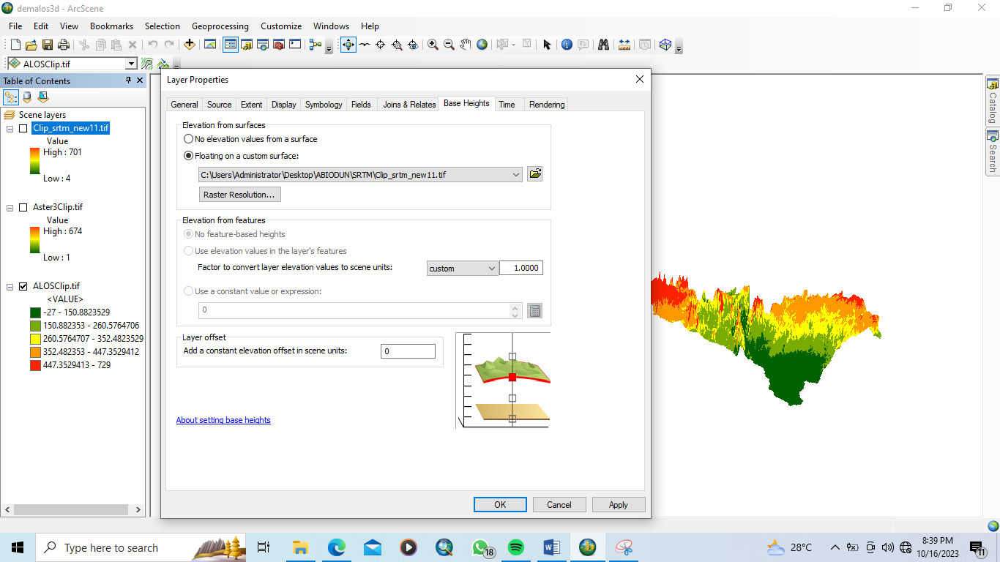 demalos3d - ArcScene
File Edit View Bookmarks Selection Geoprocessing Customize Windows Help
ALOSClip.tif
Table of Contents
Scene layers
Clip_srtm_new11.tif
Value
High : 701
Low : 4
Aster3Clip.tif
Value
High : 674
Low : 1
ALOSClip.tif
<VALUE>
-27 - 150.8823529
150.882353 - 260.5764706
260.5764707 - 352.4823529
352.482353 - 447.3529412
447.3529413 - 729
Layer Properties
General Source Extent Display Symbology Fields Joins & Relates Base Heights Time Rendering
Elevation from surfaces
No elevation values from a surface
Floating on a custom surface:
C:\Users\Administrator\Desktop\ABIODUN\SRTM\Clip_srtm_new11.tif
Raster Resolution...
Elevation from features
No feature-based heights
Use elevation values in the layer's features
Factor to convert layer elevation values to scene units: custom 1.0000
Use a constant value or expression:
0
Layer offset
Add a constant elevation offset in scene units: 0
About setting base heights
OK Cancel Apply
Catalog
Search
Type here to search
18
28°C
8:39 PM
10/16/2023
11